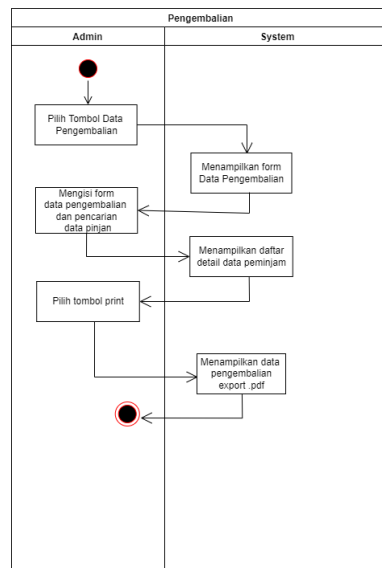 Pengembalian
Admin
System
Pilih Tombol Data
Pengembalian
Menampilkan form
Data Pengembalian
Mengisi form
data pengembalian
dan pencarian
data pinjan
Menampilkan daftar
detail data peminjam
Pilih tombol print
Menampilkan data
pengembalian
export .pdf